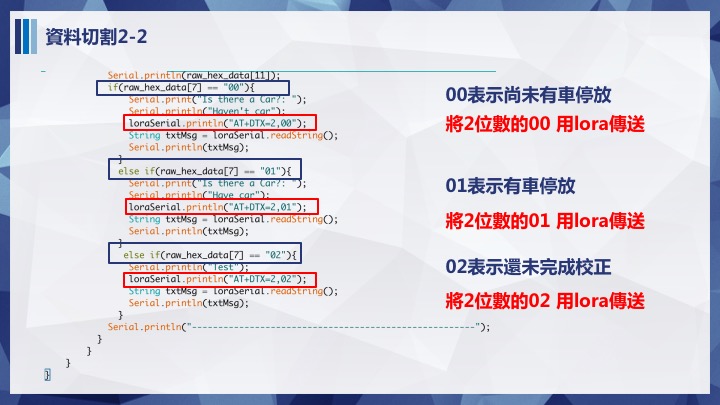 資料切割2-2
Serial.println(raw_hex_data[11]);
if(raw_hex_data[7] == "00"){
Serial.print("Is there a Car?: ");
Serial.println("Haven't car");
loraSerial.println("AT+DTX=2,00");
String txtMsg = loraSerial.readString();
Serial.println(txtMsg);
}
else if(raw_hex_data[7] == "01"){
Serial.print("Is there a Car?: ");
Serial.println("Have car");
loraSerial.println("AT+DTX=2,01");
String txtMsg = loraSerial.readString();
Serial.println(txtMsg);
}
else if(raw_hex_data[7] == "02"){
Serial.println("Test");
loraSerial.println("AT+DTX=2,02");
String txtMsg = loraSerial.readString();
Serial.println(txtMsg);
}
Serial.println("------------------------------------------------------");
}
}
}
}
00表示尚未有車停放
將2位數的00 用lora傳送
01表示有車停放
將2位數的01 用lora傳送
02表示還未完成校正
將2位數的02 用lora傳送